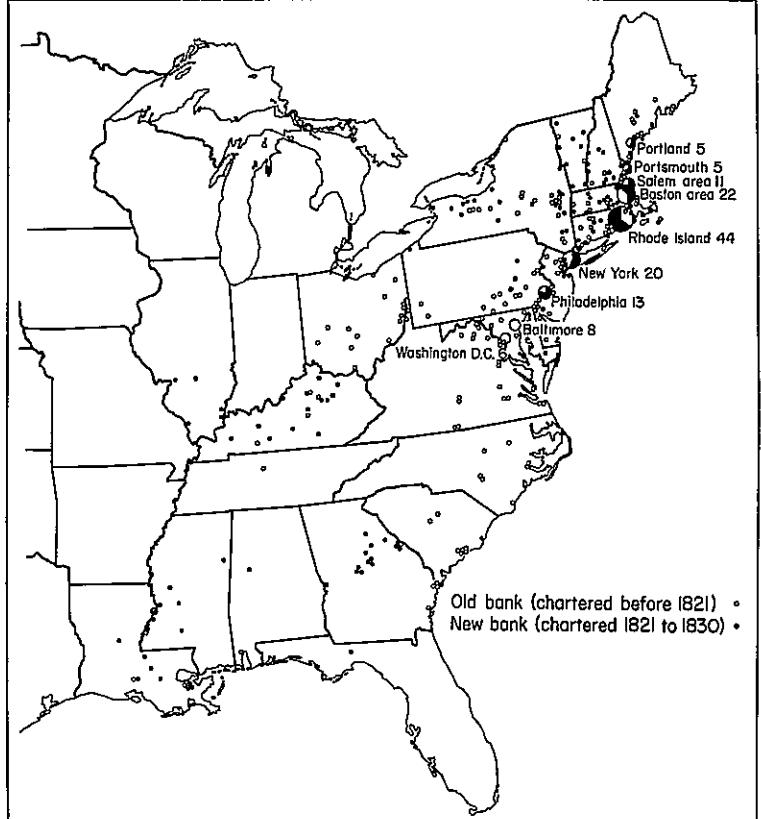 Portland 5
Portsmouth 5
Salem area 11
Boston area 22
Rhode Island 44
New York 20
Philadelphia 13
Baltimore 8
Washington D.C. 6
Old bank (chartered before 1821)
New bank (chartered 1821 to 1830)